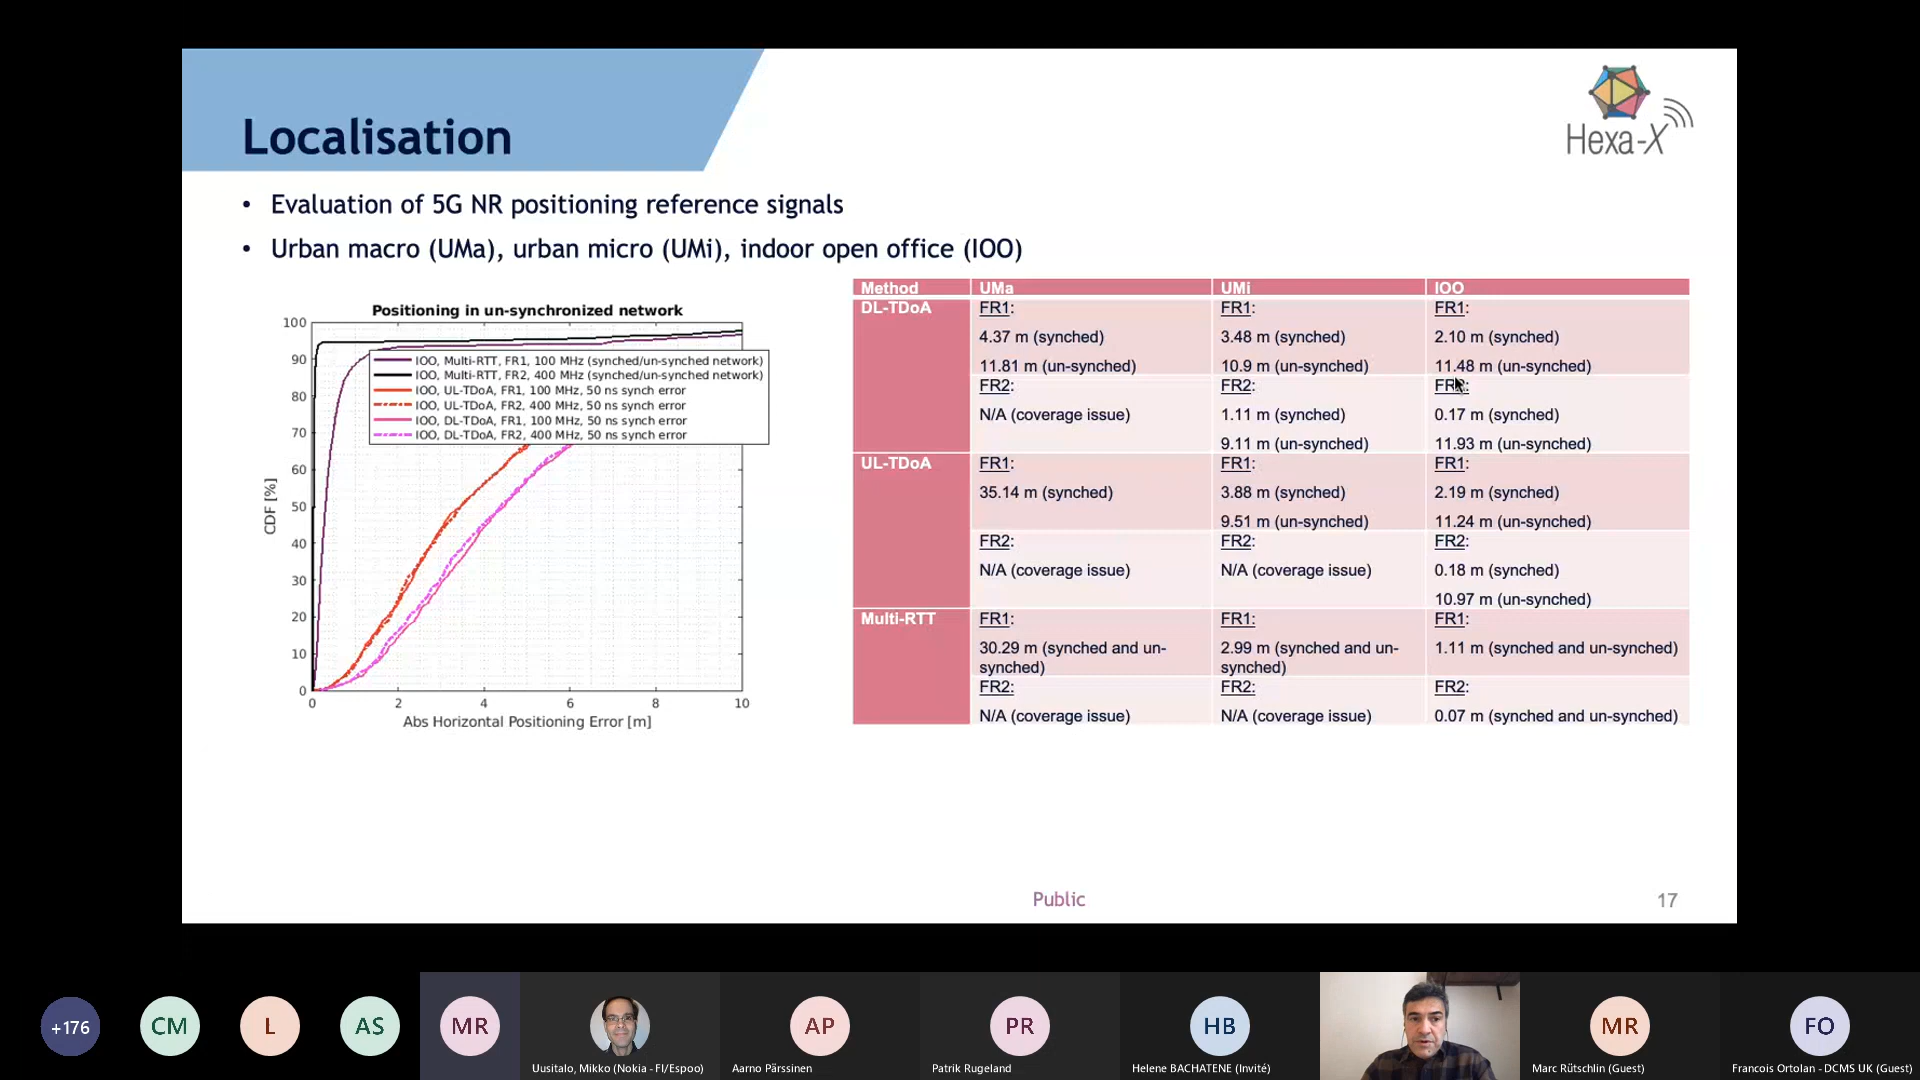 Localisation
Hexa-X
• Evaluation of 5G NR positioning reference signals
• Urban macro (UMa), urban micro (UMi), indoor open office (IOO)
Positioning in un-synchronized network
100
90
80
70
60
50
40
30
20
10
0
CDF [%]
IOO, Multi-RTT, FR1, 100 MHz (synched/un-synched network)
IOO, Multi-RTT, FR2, 400 MHz (synched/un-synched network)
IOO, UL-TDoA, FR1, 100 MHz, 50 ns synch error
IOO, UL-TDoA, FR2, 400 MHz, 50 ns synch error
IOO, DL-TDoA, FR1, 100 MHz, 50 ns synch error
IOO, DL-TDoA, FR2, 400 MHz, 50 ns synch error
0 2 4 6 8 10
Abs Horizontal Positioning Error [m]
Method UMa UMi IOO
DL-TDoA
FR1:
4.37 m (synched)
11.81 m (un-synched)
FR1:
3.48 m (synched)
10.9 m (un-synched)
FR1:
2.10 m (synched)
11.48 m (un-synched)
FR2:
N/A (coverage issue)
FR2:
1.11 m (synched)
9.11 m (un-synched)
FR2:
0.17 m (synched)
11.93 m (un-synched)
UL-TDoA
FR1:
35.14 m (synched)
FR1:
3.88 m (synched)
9.51 m (un-synched)
FR1:
2.19 m (synched)
11.24 m (un-synched)
FR2:
N/A (coverage issue)
FR2:
N/A (coverage issue)
FR2:
0.18 m (synched)
10.97 m (un-synched)
Multi-RTT
FR1:
30.29 m (synched and un-
synched)
FR1:
2.99 m (synched and un-
synched)
FR1:
1.11 m (synched and un-synched)
FR2:
N/A (coverage issue)
FR2:
N/A (coverage issue)
FR2:
0.07 m (synched and un-synched)
Public
17
+176
CM
L
AS
MR
Uusitalo, Mikko (Nokia - FI/Espoo)
AP
Aarno Pärssinen
PR
Patrik Rugeland
HB
Helene BACHATENE (Invité)
MR
Marc Rütschlin (Guest)
FO
Francois Ortolan - DCMS UK (Guest)